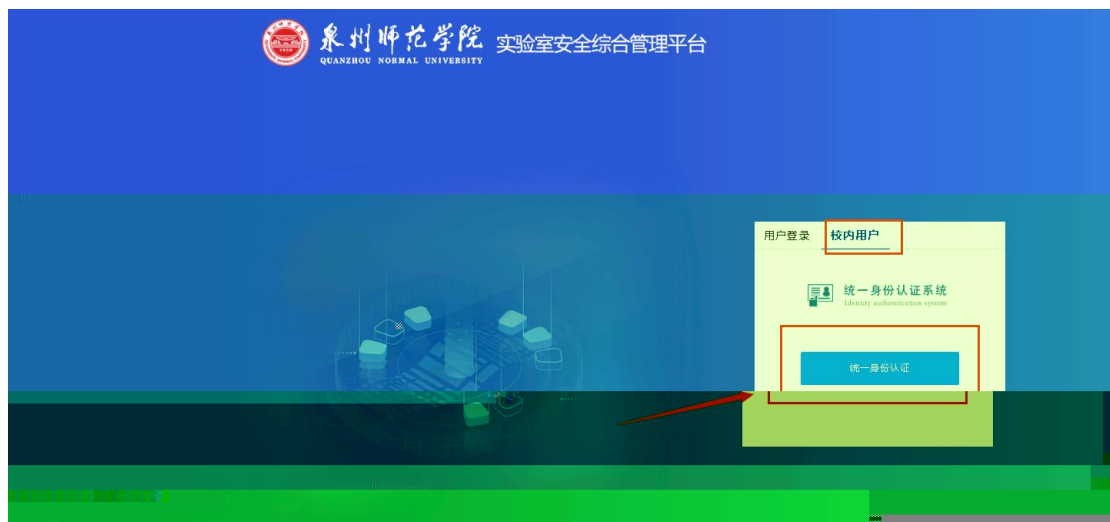 泉州师范学院 实验室安全综合管理平台
QUANZHOU NORMAL UNIVERSITY
用户登录 校内用户
统一身份认证系统
Identity authentication system
统一身份认证